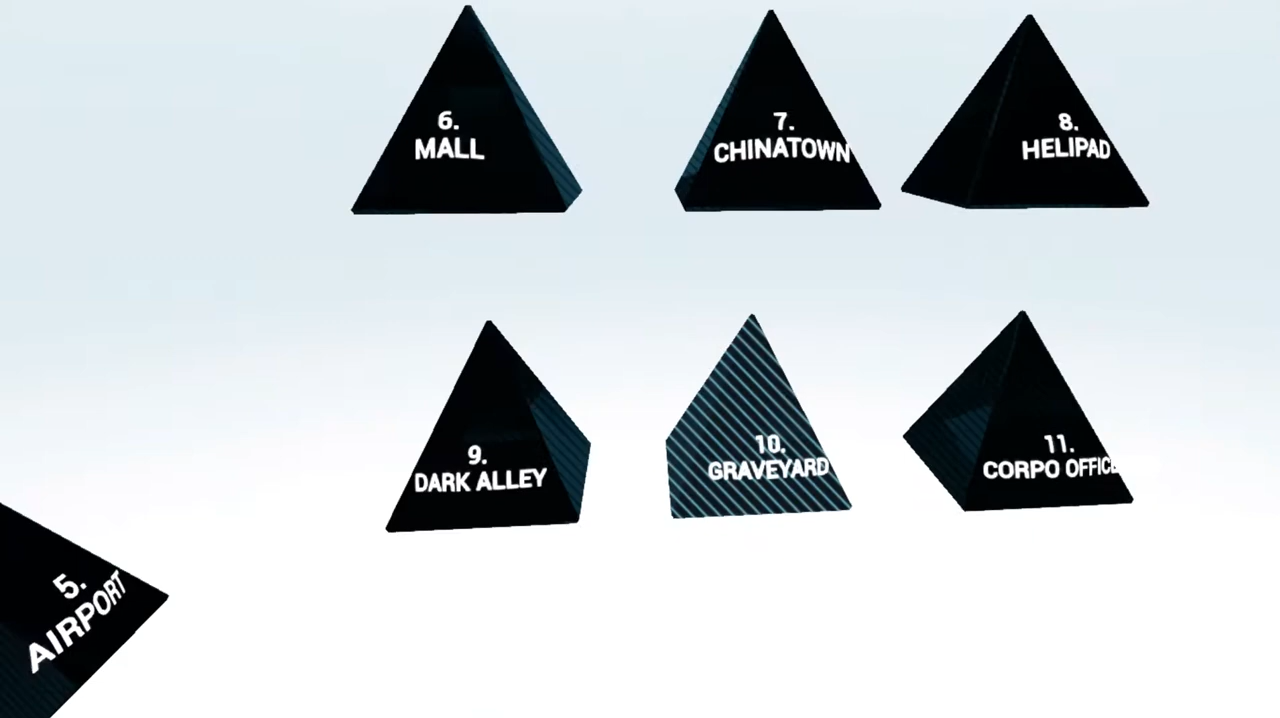 6.
MALL
7.
CHINATOWN
8.
HELIPAD
9.
DARK ALLEY
10.
GRAVEYARD
11.
CORPO OFFICE
5.
AIRPORT